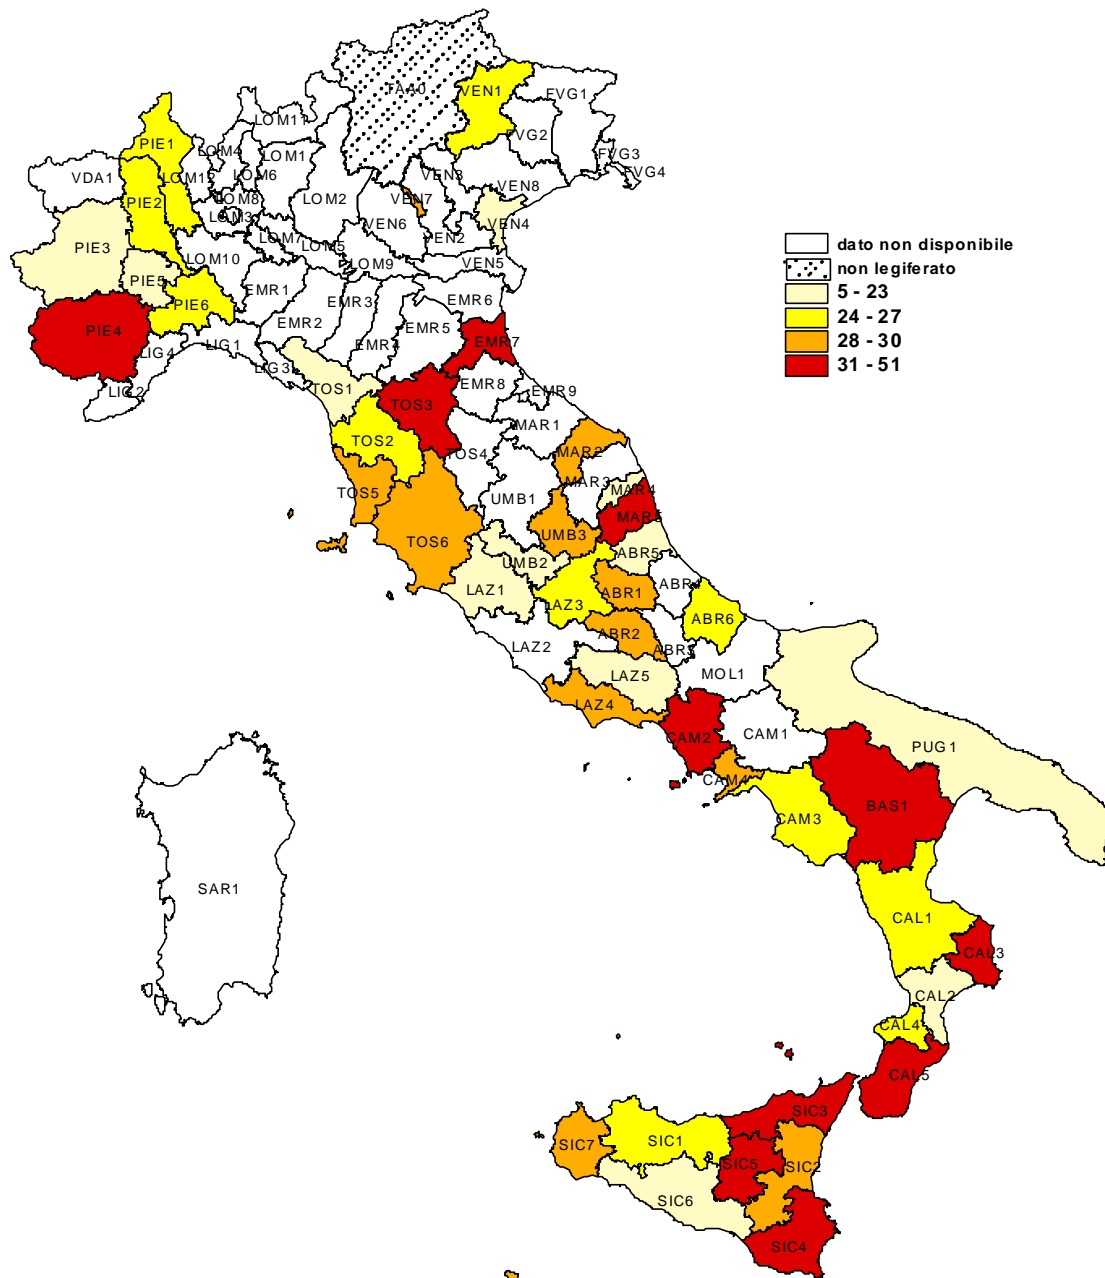 TAA0
VEN1
FVG1
LOM11
PIE1
FVG2
LOM4
LOM1
FVG3
VDA1
LOM6
VEN3
FVG4
VEN8
PIE2
LOM8
LOM2
VEN7
LOM3
VEN6
VEN4
VEN2
PIE3
LOM7
LOM5
dato non disponibile
LOM10
LOM9
VEN5
non legiferato
PIE5
EMR1
5 - 23
PIE6
EMR3
EMR6
24 - 27
EMR2
EMR5
28 - 30
PIE4
LIG1
EMR4
EMR7
31 - 51
LIG4
LIG3
LIG2
TOS1
EMR8
EMR9
TOS3
MAR1
TOS2
TOS4
MAR2
MAR3
TOS5
UMB1
MAR4
MAR5
TOS6
UMB3
ABR5
UMB2
LAZ1
ABR1
ABR4
LAZ3
ABR6
ABR2
LAZ2
ABR3
LAZ5
MOL1
LAZ4
CAM2
CAM1
PUG1
CAM4
BAS1
CAM3
SAR1
CAL1
CAL3
CAL2
CAL4
CAL5
SIC3
SIC7
SIC1
SIC5
SIC2
SIC6
SIC4